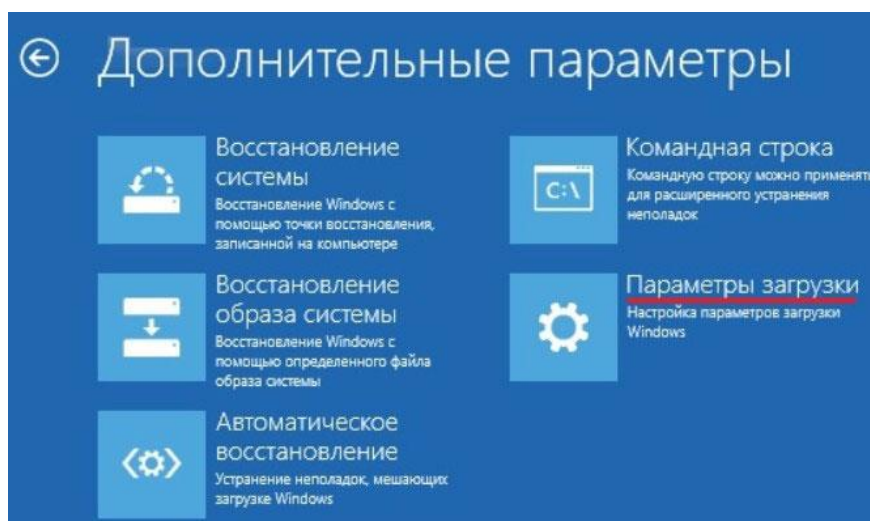 Дополнительные параметры
Восстановление
системы
Восстановление Windows с
помощью точки восстановления,
записанной на компьютере
Восстановление
образа системы
Восстановление Windows с
помощью определенного файла
образа системы
Автоматическое
восстановление
Устранение неполадок, мешающих
загрузке Windows
Командная строка
Командную строку можно применят
для расширенного устранения
неполадок
C:\
Параметры загрузки
Настройка параметров загрузки
Windows